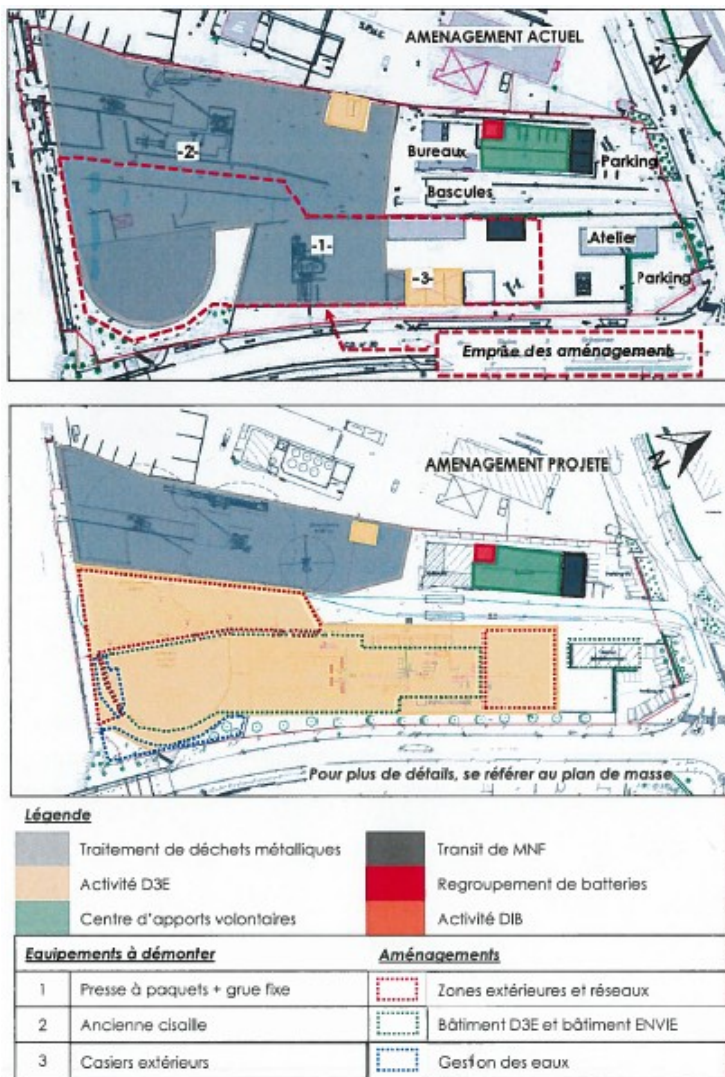 AMENAGEMENT ACTUEL
N
-2-
Bureaux
Parking
Bascules
-1-
Atelier
-3-
Parking
Emprise des aménagements
AMENAGEMENT PROJETE
N
Pour plus de détails, se référer au plan de masse
Légende
Traitement de déchets métalliques
Transit de MNF
Activité D3E
Regroupement de batteries
Centre d'apports volontaires
Activité DIB
Equipements à démonter
Aménagements
1 Presse à paquets + grue fixe
Zones extérieures et réseaux
2 Ancienne cisaille
Bâtiment D3E et bâtiment ENVIE
3 Casiers extérieurs
Gestion des eaux